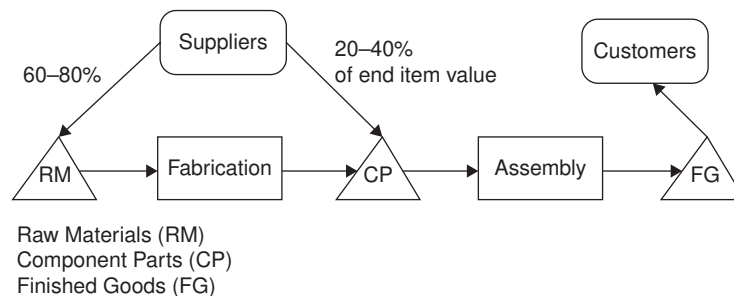 Suppliers
Customers
60–80%
20–40%
of end item value
RM
Fabrication
CP
Assembly
FG
Raw Materials (RM)
Component Parts (CP)
Finished Goods (FG)